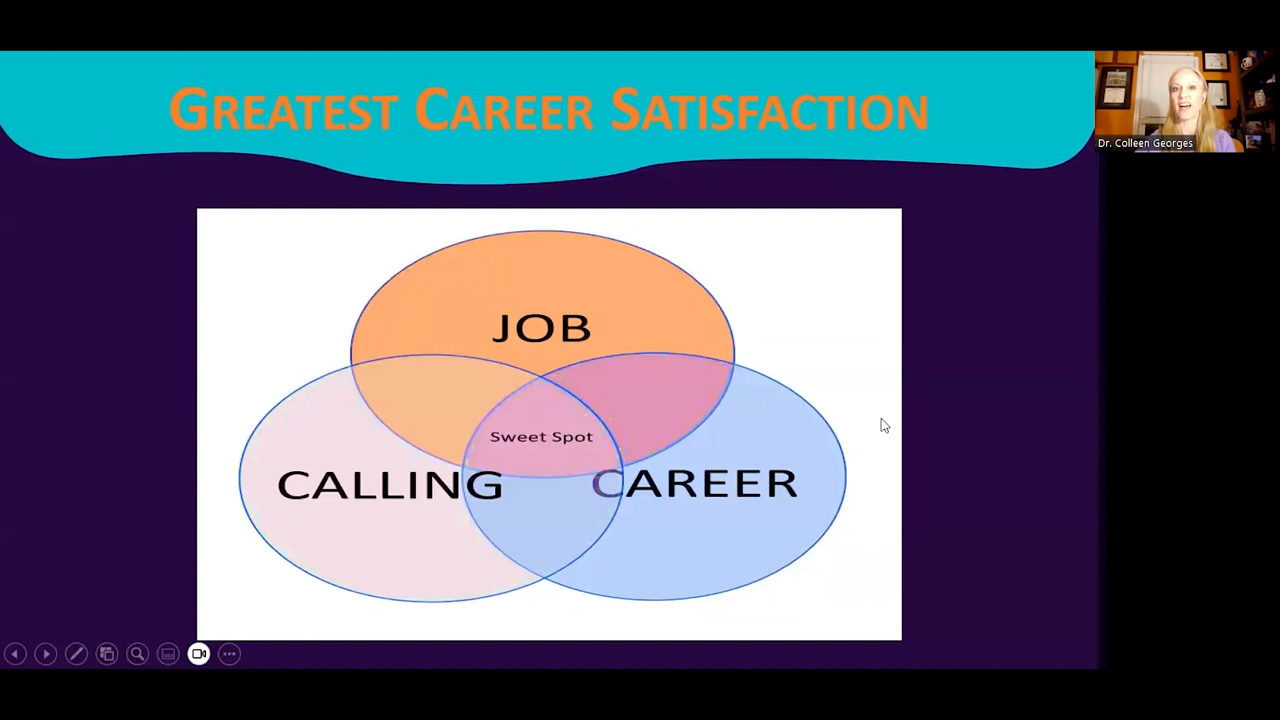 GREATEST CAREER SATISFACTION
Dr. Colleen Georges
JOB
Sweet Spot
CALLING
CAREER